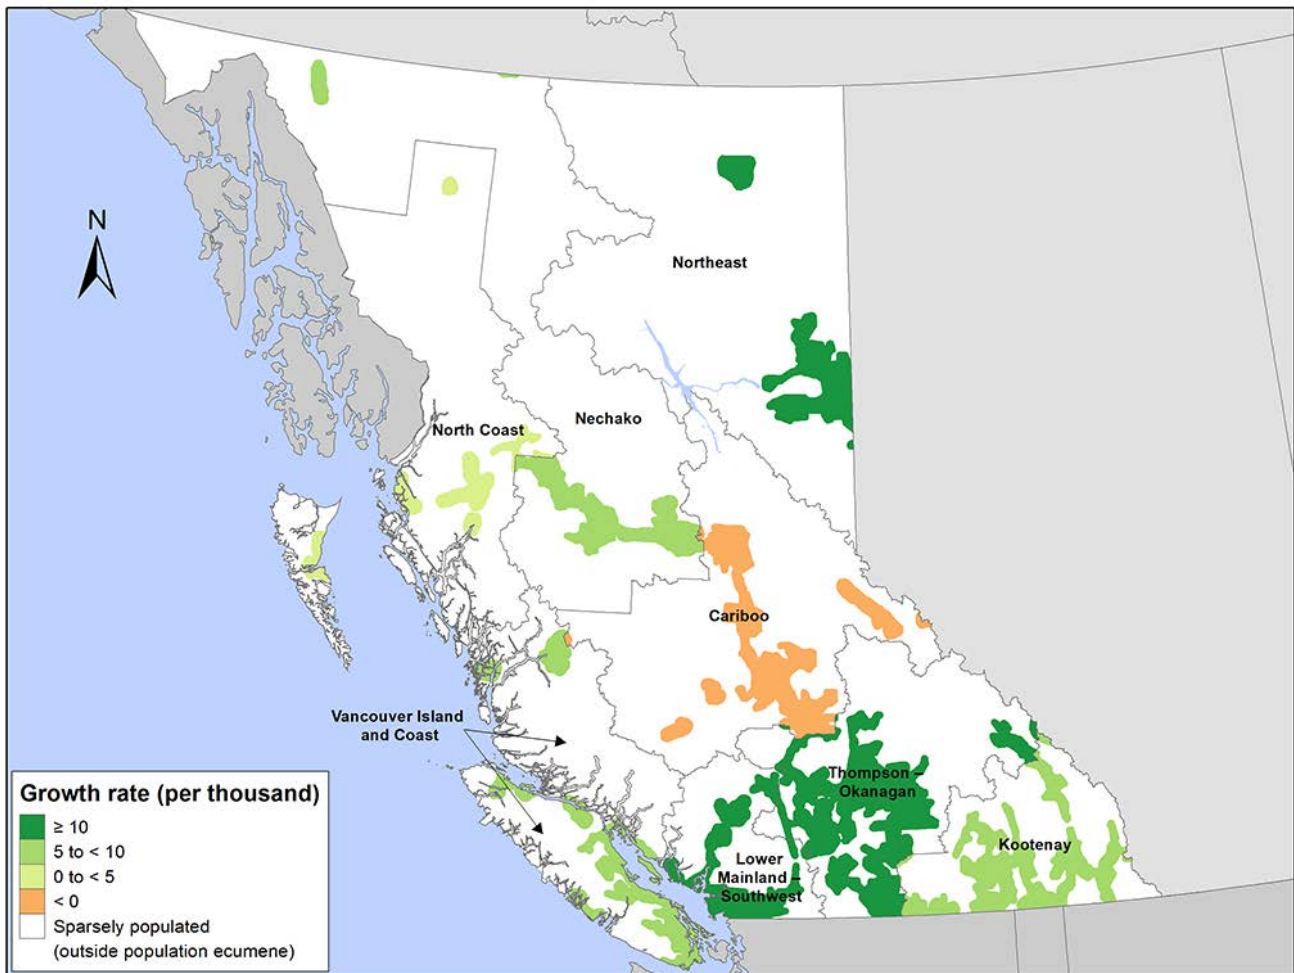 N
Northeast
Nechako
North Coast
Cariboo
Vancouver Island
and Coast
Thompson –
Okanagan
Kootenay
Lower
Mainland –
Southwest
Growth rate (per thousand)
≥ 10
5 to < 10
0 to < 5
< 0
Sparsely populated
(outside population ecumene)